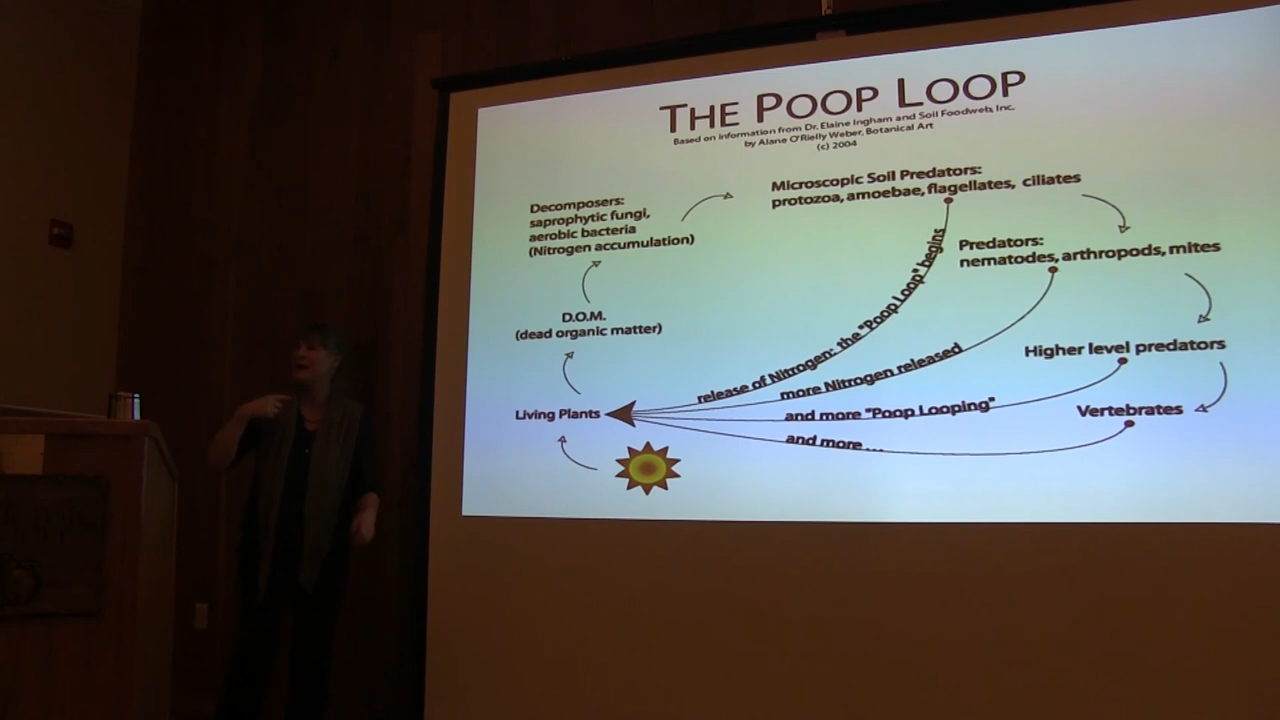 THE POOP LOOP
Based on information from Dr. Elaine Ingham and Soil Foodweb, Inc.
by Alane O'Rielly Weber, Botanical Art
(c) 2004
Microscopic Soil Predators:
protozoa, amoebae, flagellates, ciliates
Decomposers:
saprophytic fungi,
aerobic bacteria
(Nitrogen accumulation)
Predators:
nematodes, arthropods, mites
D.O.M.
(dead organic matter)
release of Nitrogen: the "Poop Loop" begins
more Nitrogen released
Higher level predators
Living Plants
and more "Poop Looping"
Vertebrates
and more...